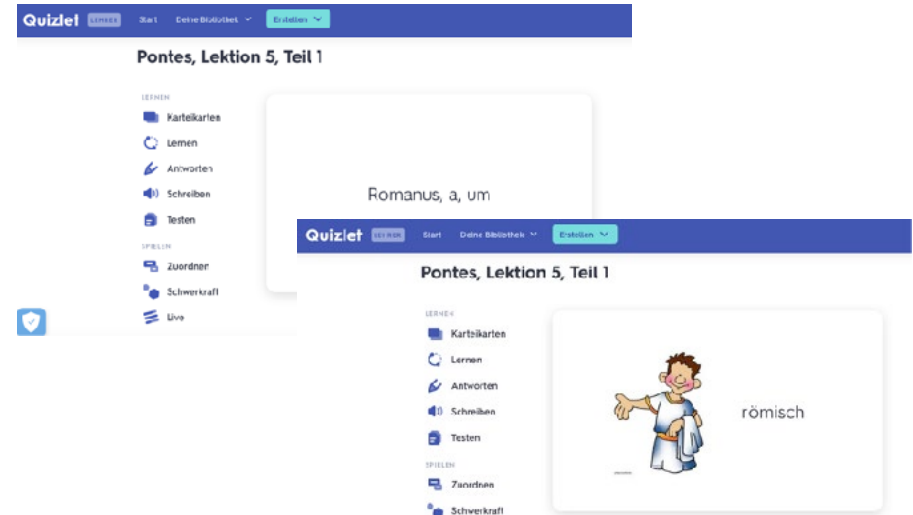 Quizlet
Start Deine Bibliothek Erstellen
Pontes, Lektion 5, Teil 1
LERNEN
Karteikarten
Lernen
Antworten
Schreiben
Testen
SPIELEN
Zuordnen
Schwerkraft
Live
Romanus, a, um
Quizlet
Start Deine Bibliothek Erstellen
Pontes, Lektion 5, Teil 1
LERNEN
Karteikarten
Lernen
Antworten
Schreiben
Testen
SPIELEN
Zuordnen
Schwerkraft
römisch